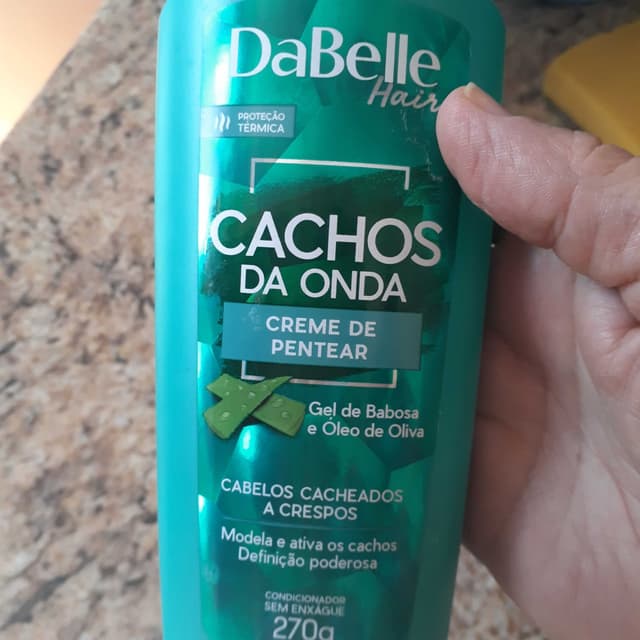 DaBelle
Hair
PROTEÇÃO
TÉRMICA
CACHOS
DA ONDA
CREME DE
PENTEAR
Gel de Babosa
e Óleo de Oliva
CABELOS CACHEADOS
A CRESPOS
Modela e ativa os cachos
Definição poderosa
CONDICIONADOR
SEM ENXÁGUE
270g